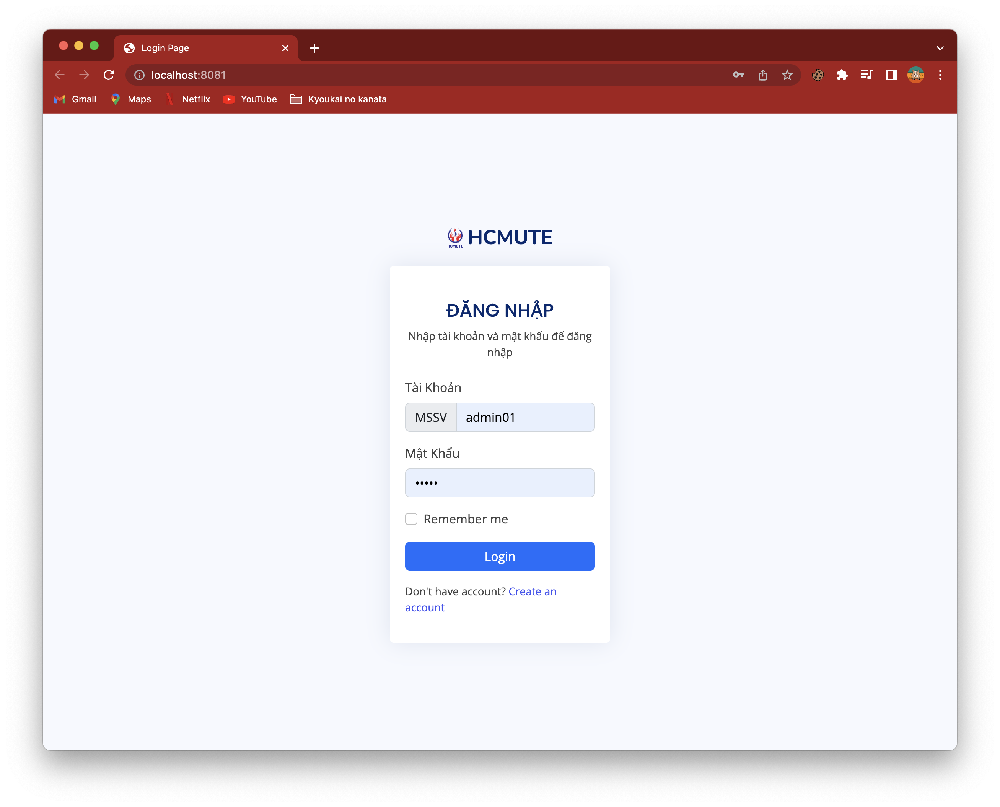 Login Page
localhost:8081
Gmail Maps Netflix YouTube Kyoukai no kanata
HCMUTE HCMUTE
ĐĂNG NHẬP
Nhập tài khoản và mật khẩu để đăng
nhập
Tài Khoản
MSSV admin01
Mật Khẩu
•••••
Remember me
Login
Don't have account? Create an
account